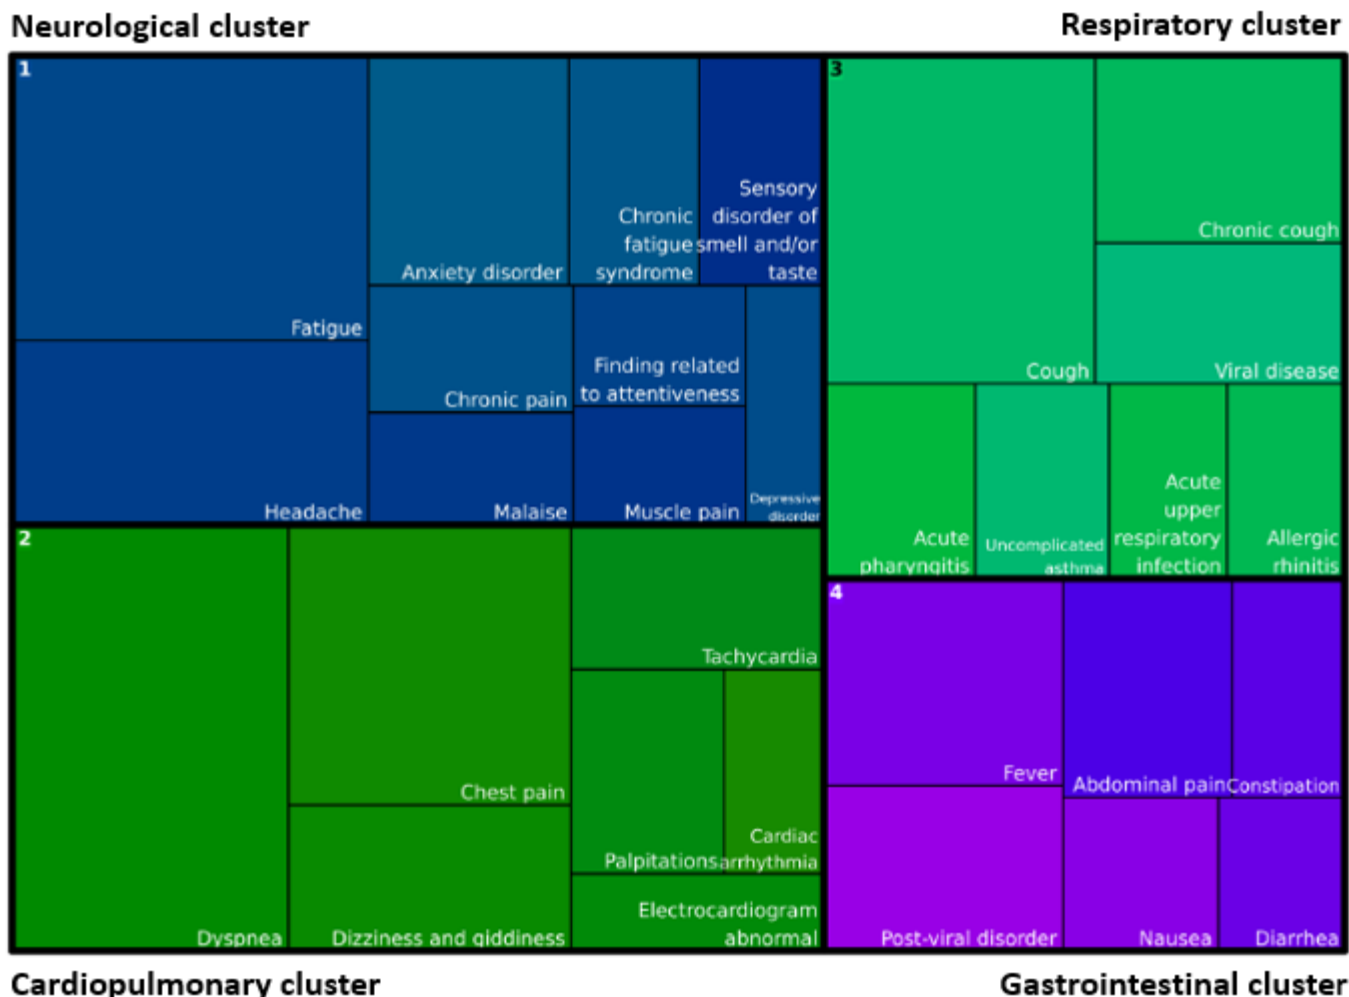 Neurological cluster
Respiratory cluster
1
Fatigue
Headache
Anxiety disorder
Chronic
fatigue
syndrome
Sensory
disorder of
smell and/or
taste
Chronic pain
Malaise
Finding related
to attentiveness
Muscle pain
Depressive
disorder
2
Dyspnea
Chest pain
Dizziness and giddiness
Tachycardia
Palpitations
Cardiac
arrhythmia
Electrocardiogram
abnormal
3
Cough
Chronic cough
Viral disease
Acute
pharyngitis
Uncomplicated
asthma
Acute
upper
respiratory
infection
Allergic
rhinitis
4
Fever
Post-viral disorder
Abdominal pain
Constipation
Nausea
Diarrhea
Cardiopulmonary cluster
Gastrointestinal cluster